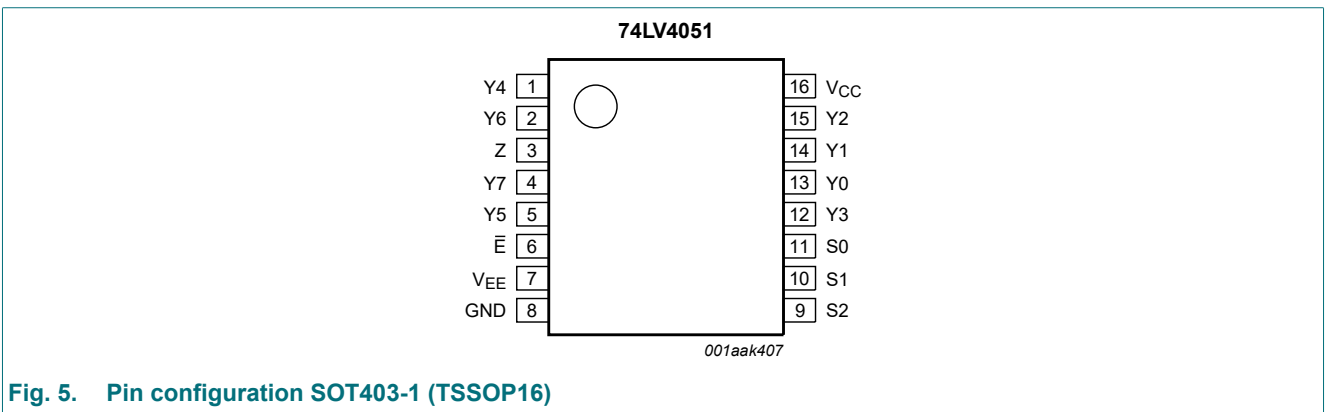 74LV4051
Y4 1 16 VCC
Y6 2 15 Y2
Z 3 14 Y1
Y7 4 13 Y0
Y5 5 12 Y3
E̅ 6 11 S0
VEE 7 10 S1
GND 8 9 S2
001aak407
Fig. 5. Pin configuration SOT403-1 (TSSOP16)